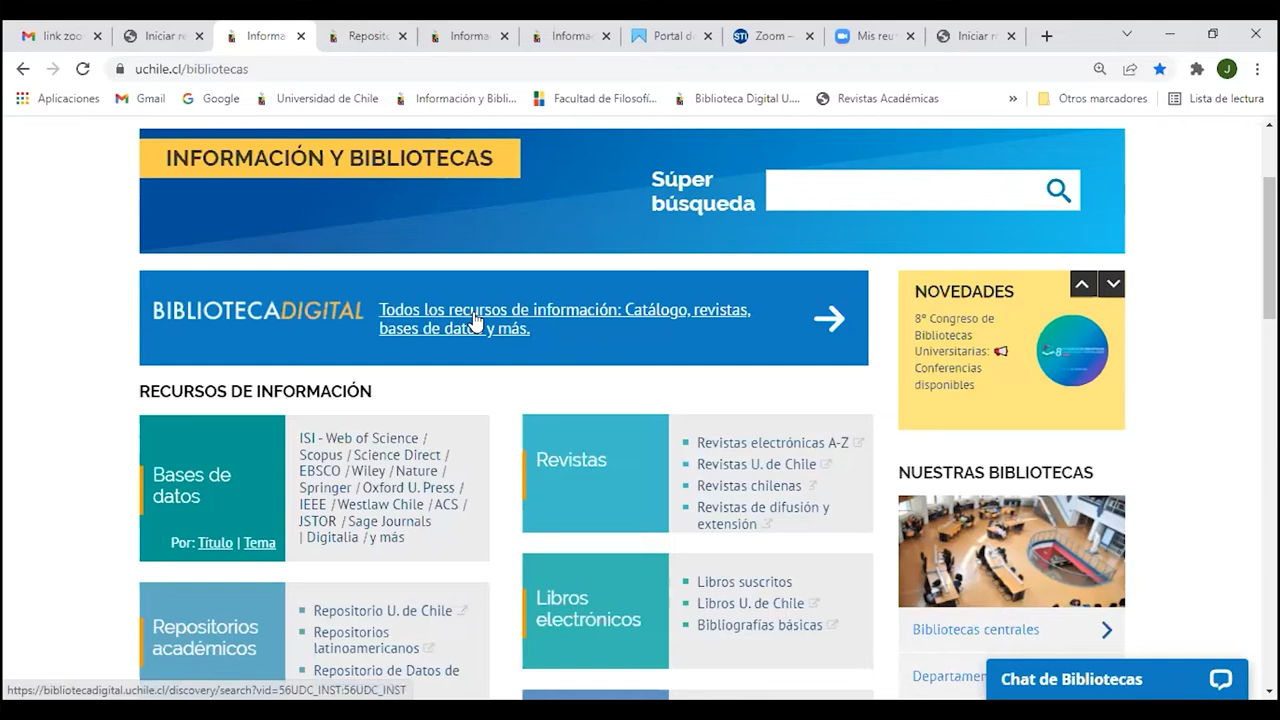 link zoo
Iniciar re
Informa
Reposito
Informa
Informa
Portal d
STI
Zoom –
Mis reu
Iniciar r
uchile.cl/bibliotecas
J
Aplicaciones
Gmail
Google
Universidad de Chile
Información y Bibli...
Facultad de Filosofí...
Biblioteca Digital U....
Revistas Académicas
»
Otros marcadores
Lista de lectura
INFORMACIÓN Y BIBLIOTECAS
Súper
búsqueda
BIBLIOTECADIGITAL
Todos los recursos de información: Catálogo, revistas,
bases de datos y más.
NOVEDADES
8° Congreso de
Bibliotecas
Universitarias:
Conferencias
disponibles
RECURSOS DE INFORMACIÓN
Bases de
datos
Por: Título | Tema
ISI - Web of Science /
Scopus / Science Direct /
EBSCO / Wiley / Nature /
Springer / Oxford U. Press /
IEEE / Westlaw Chile / ACS /
JSTOR / Sage Journals
| Digitalia / y más
Revistas
Revistas electrónicas A-Z
Revistas U. de Chile
Revistas chilenas
Revistas de difusión y
extensión
NUESTRAS BIBLIOTECAS
Repositorios
académicos
Repositorio U. de Chile
Repositorios
latinoamericanos
Repositorio de Datos de
Libros
electrónicos
Libros suscritos
Libros U. de Chile
Bibliografías básicas
Bibliotecas centrales
Departamen
Chat de Bibliotecas
https://bibliotecadigital.uchile.cl/discovery/search?vid=56UDC_INST:56UDC_INST